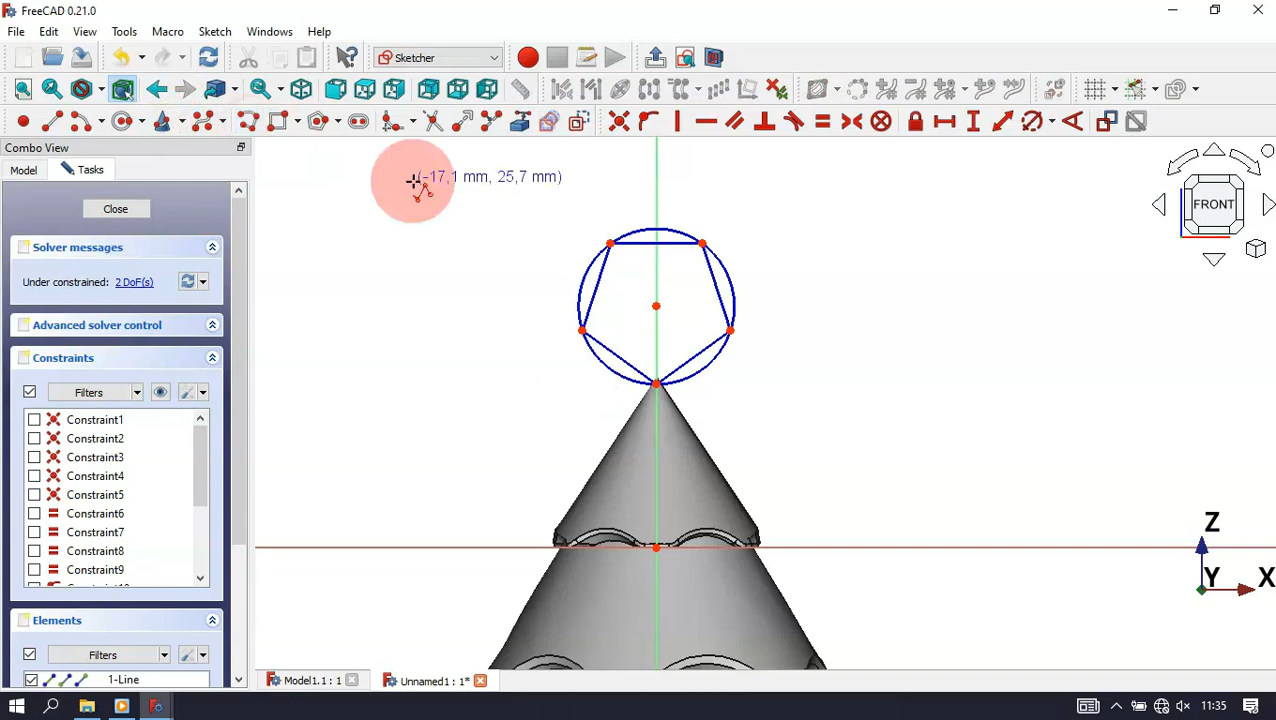 FreeCAD 0.21.0
File Edit View Tools Macro Sketch Windows Help
Sketcher
Combo View
Model Tasks
(-17,1 mm, 25,7 mm)
Close
FRONT
Solver messages
Under constrained: 2 DoF(s)
Advanced solver control
Constraints
Filters
Constraint1
Constraint2
Constraint3
Constraint4
Constraint5
Constraint6
Constraint7
Constraint8
Constraint9
Constraint10
Elements
Filters
1-Line
Z
Y X
Model1.1 : 1 Unnamed1 : 1*
11:35